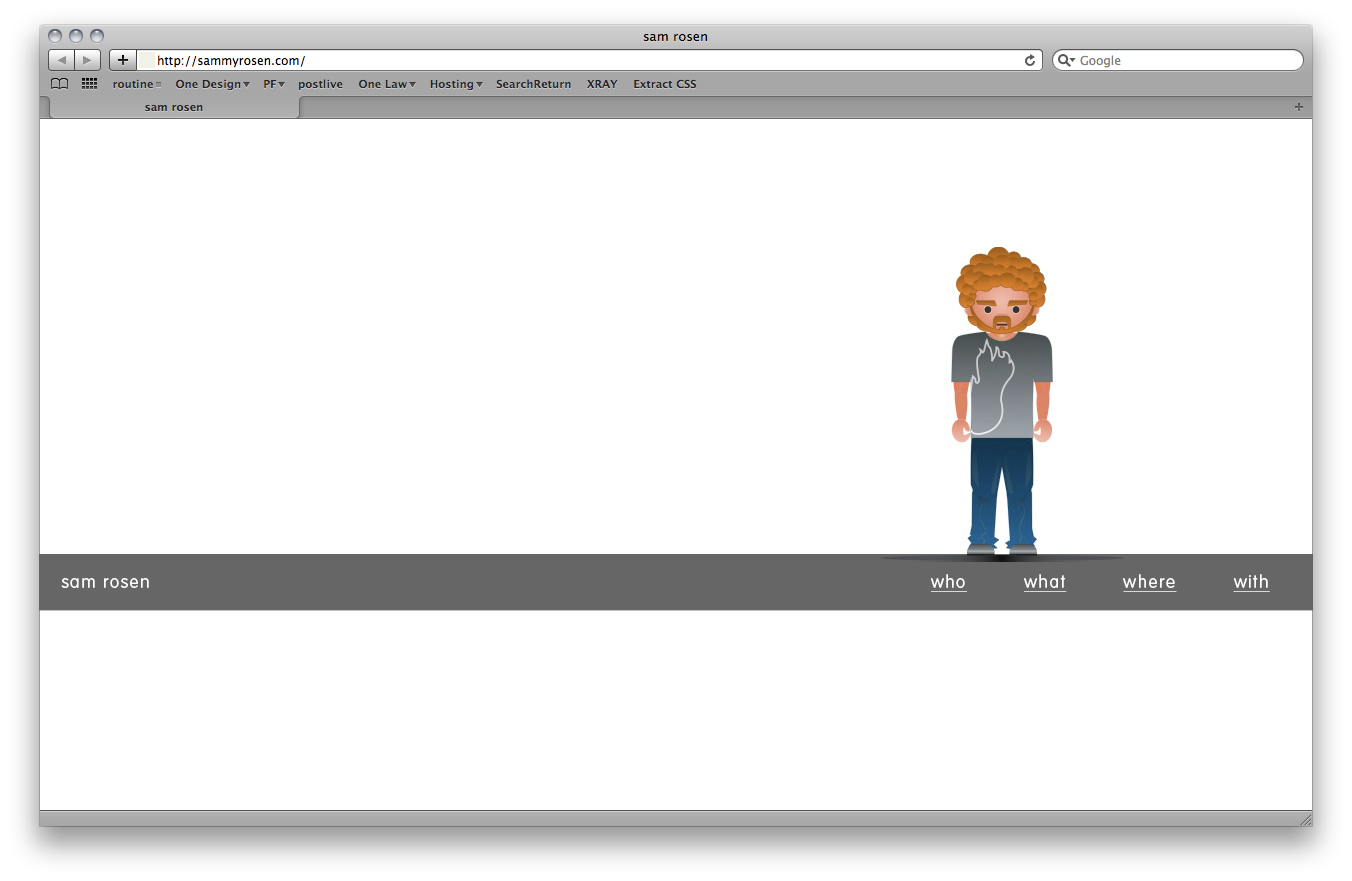 sam rosen
http://sammyrosen.com/
Google
routine One Design PF postlive One Law Hosting SearchReturn XRAY Extract CSS
sam rosen
sam rosen who what where with